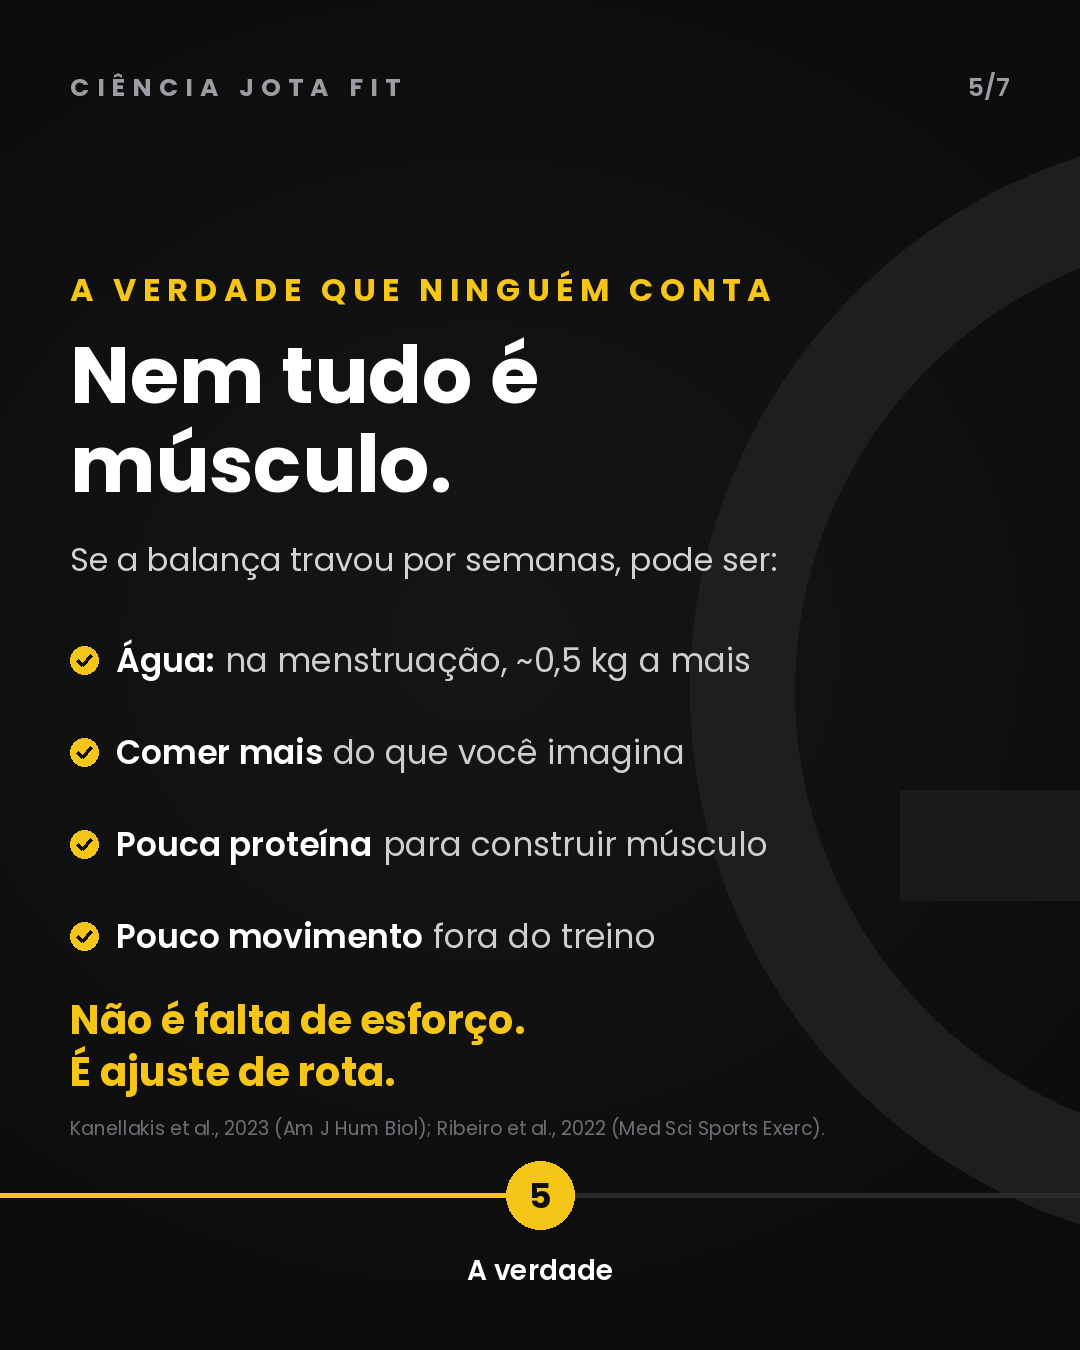 CIÊNCIA JOTA FIT
5/7
A VERDADE QUE NINGUÉM CONTA
Nem tudo é
músculo.
Se a balança travou por semanas, pode ser:
Água: na menstruação, ~0,5 kg a mais
Comer mais do que você imagina
Pouca proteína para construir músculo
Pouco movimento fora do treino
Não é falta de esforço.
É ajuste de rota.
Kanellakis et al., 2023 (Am J Hum Biol); Ribeiro et al., 2022 (Med Sci Sports Exerc).
5
A verdade